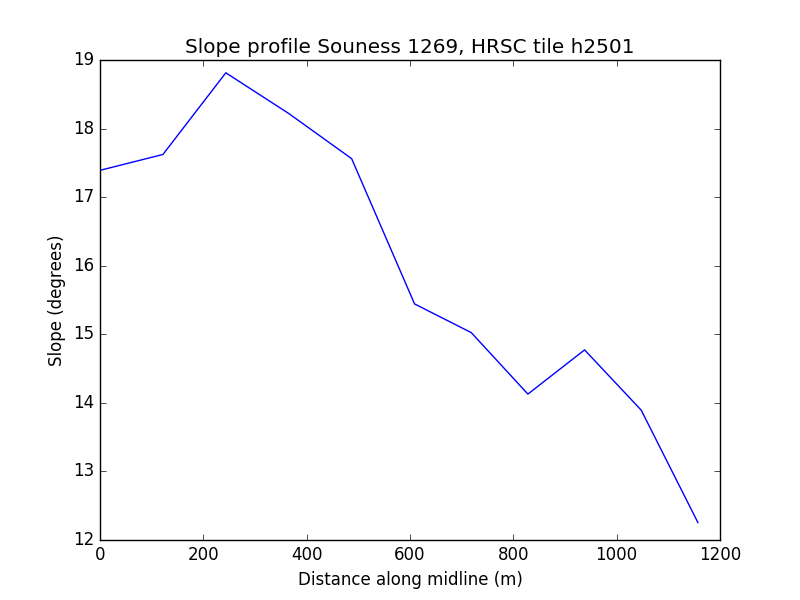 Slope profile Souness 1269, HRSC tile h2501
19
18
17
16
15
14
13
12
Slope (degrees)
0 200 400 600 800 1000 1200
Distance along midline (m)